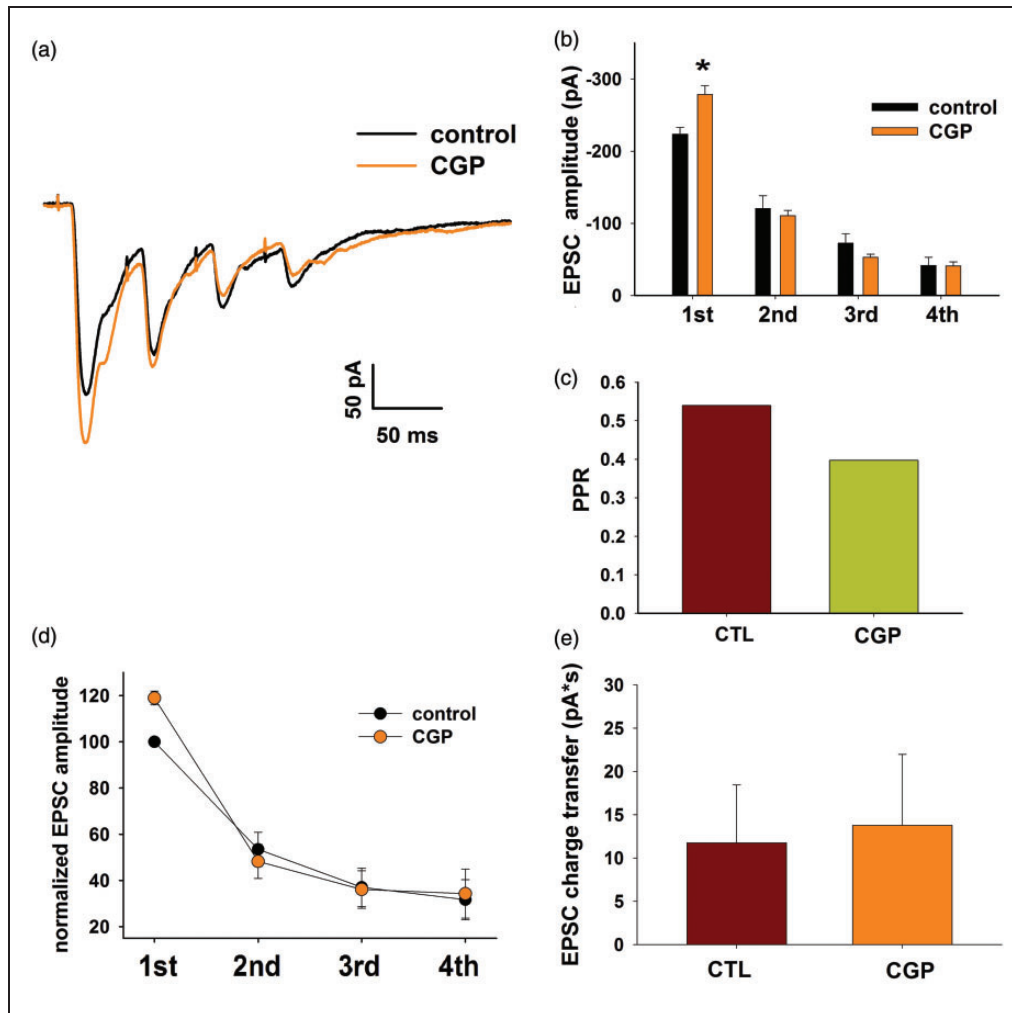 (a)
control
CGP
50 pA
50 ms
(b)
EPSC amplitude (pA)
-300
-200
-100
0
*
control
CGP
1st 2nd 3rd 4th
(c)
PPR
0.6
0.5
0.4
0.3
0.2
0.1
0.0
CTL CGP
(d)
normalized EPSC amplitude
120
100
80
60
40
20
control
CGP
1st 2nd 3rd 4th
(e)
EPSC charge transfer (pA*s)
30
25
20
15
10
5
0
CTL CGP